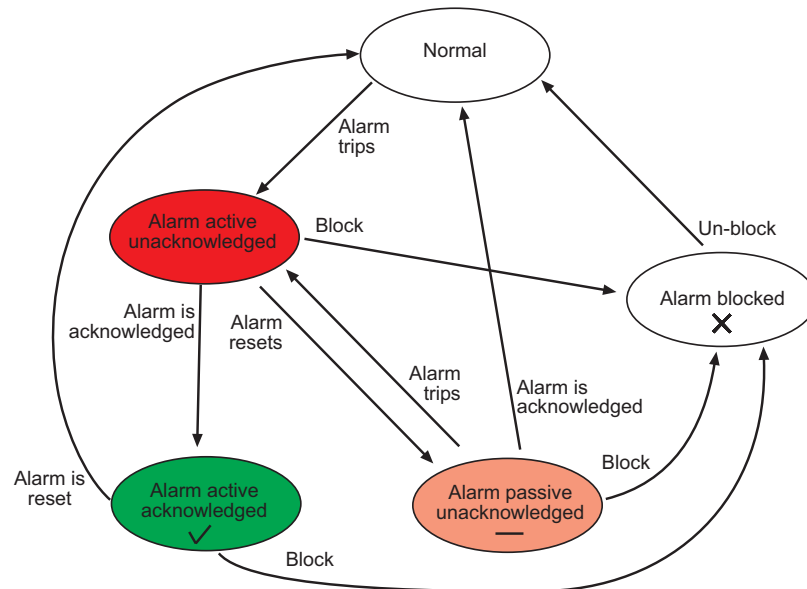 Normal
Alarm
trips
Alarm active
unacknowledged
Block
Un-block
Alarm blocked
Alarm is
acknowledged
Alarm
resets
Alarm
trips
Alarm is
acknowledged
Block
Alarm is
reset
Alarm active
acknowledged
Alarm passive
unacknowledged
Block